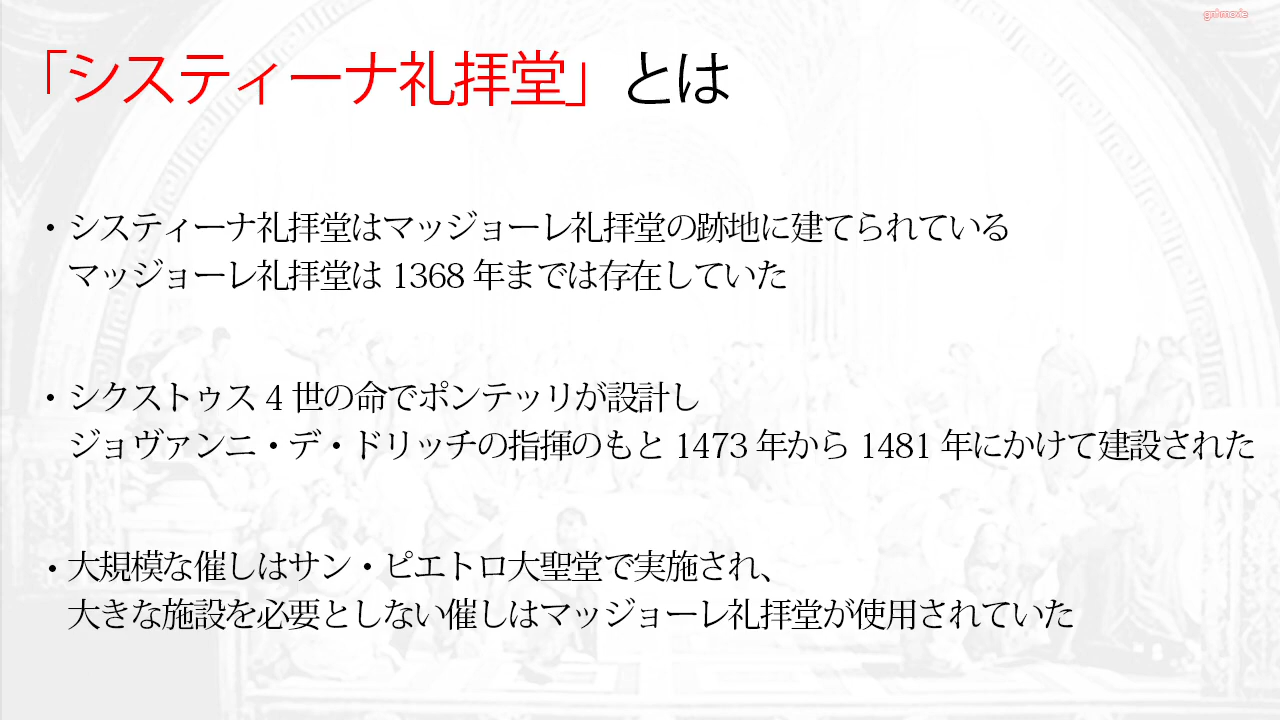 「システィーナ礼拝堂」とは
・システィーナ礼拝堂はマッジョーレ礼拝堂の跡地に建てられている
マッジョーレ礼拝堂は 1368 年までは存在していた
・シクストゥス 4 世の命でポンテッリが設計し
ジョヴァンニ・デ・ドリッチの指揮のもと 1473 年から 1481 年にかけて建設された
・大規模な催しはサン・ピエトロ大聖堂で実施され、
大きな施設を必要としない催しはマッジョーレ礼拝堂が使用されていた